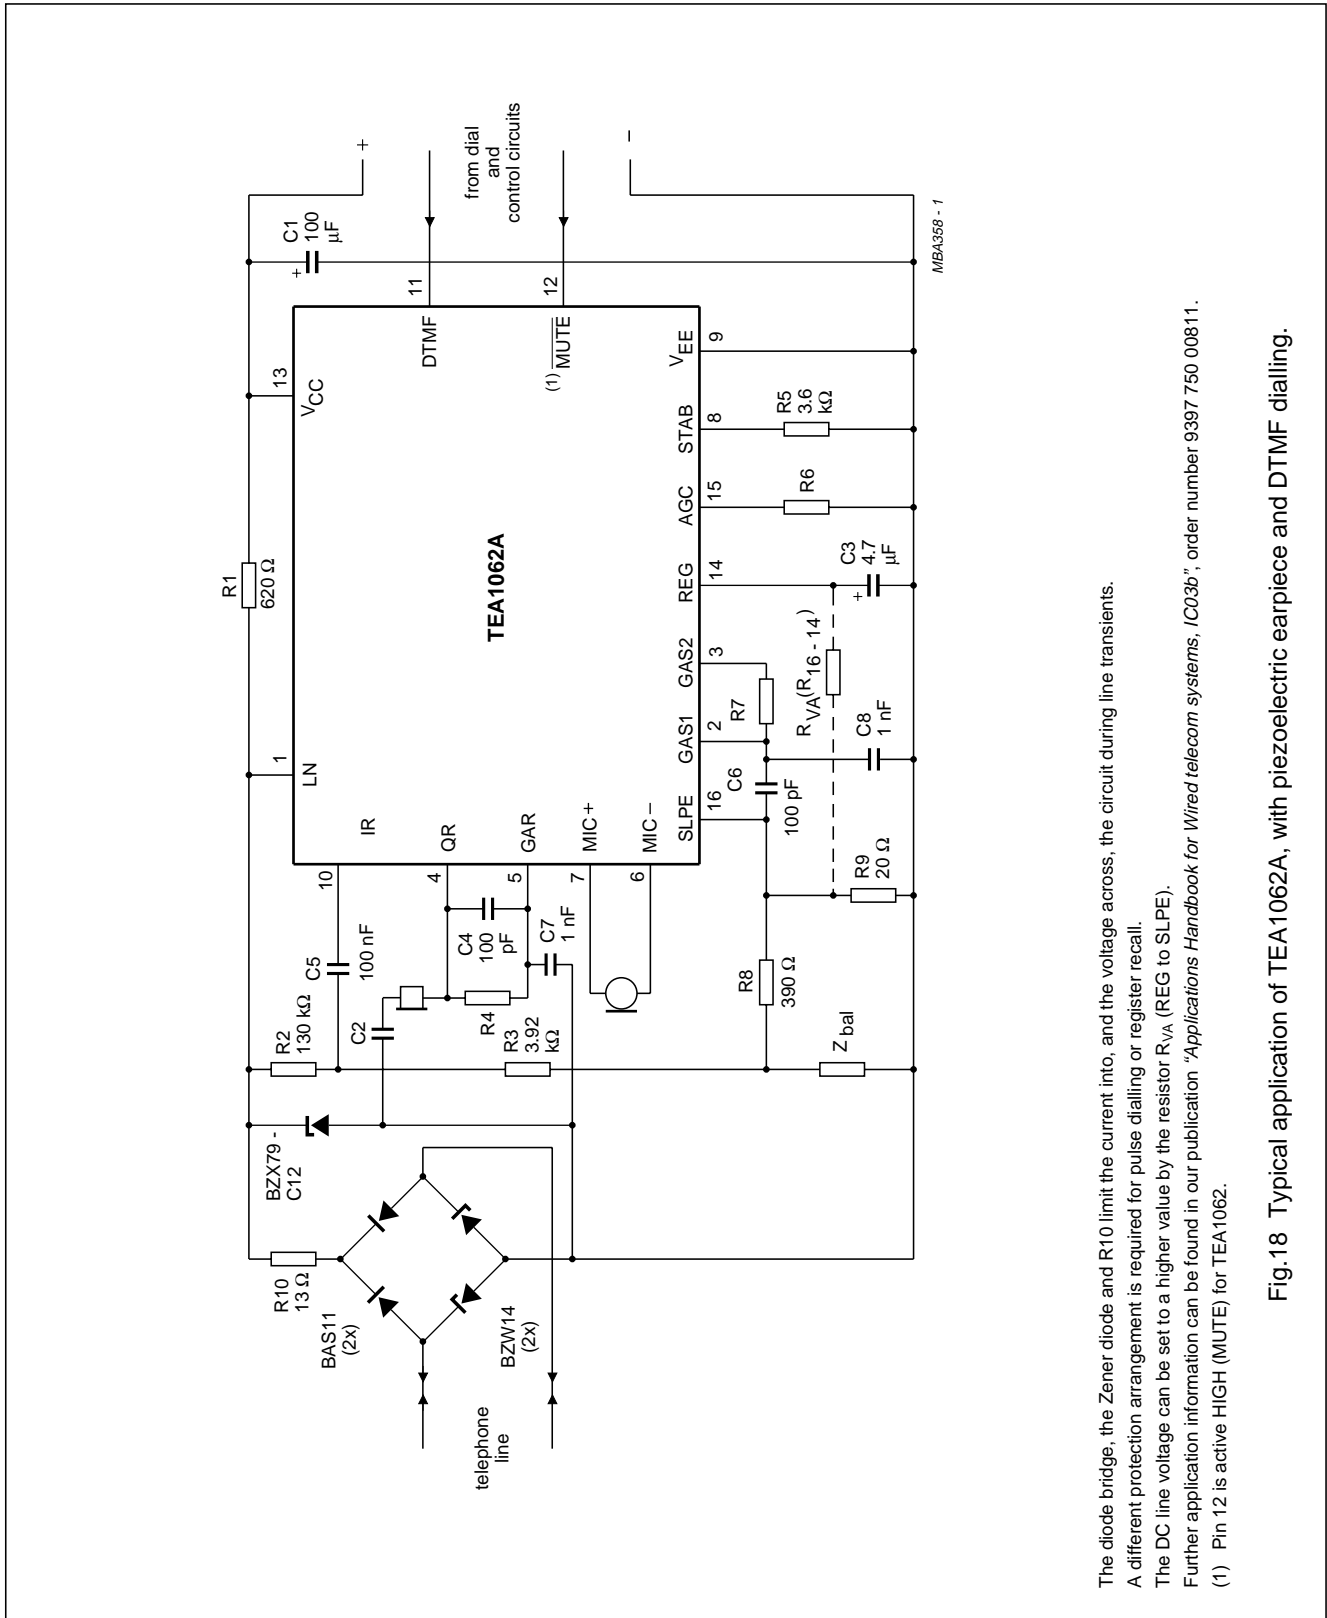 R1
620 Ω
R10
13 Ω
BAS11
(2x)
BZW14
(2x)
telephone
line
BZX79 -
C12
R2
130 kΩ
C5
100 nF
C2
R4
R3
3.92
kΩ
C4
100
pF
C7
1 nF
R8
390 Ω
Z bal
10
4
5
7
6
IR
QR
GAR
MIC+
MIC−
1
LN
13
VCC
TEA1062A
C1
100
µF
+
+
−
11
DTMF
12
(1) MUTE
from dial
and
control circuits
SLPE
GAS1
GAS2
REG
AGC
STAB
VEE
16
2
3
14
15
8
9
C6
100 pF
R7
RVA(R16 - 14)
R9
20 Ω
C8
1 nF
C3
4.7
µF
+
R6
R5
3.6
kΩ
MBA358 - 1
The diode bridge, the Zener diode and R10 limit the current into, and the voltage across, the circuit during line transients.
A different protection arrangement is required for pulse dialling or register recall.
The DC line voltage can be set to a higher value by the resistor RVA (REG to SLPE).
Further application information can be found in our publication "Applications Handbook for Wired telecom systems, IC03b", order number 9397 750 00811.
(1) Pin 12 is active HIGH (MUTE) for TEA1062.
Fig.18 Typical application of TEA1062A, with piezoelectric earpiece and DTMF dialling.